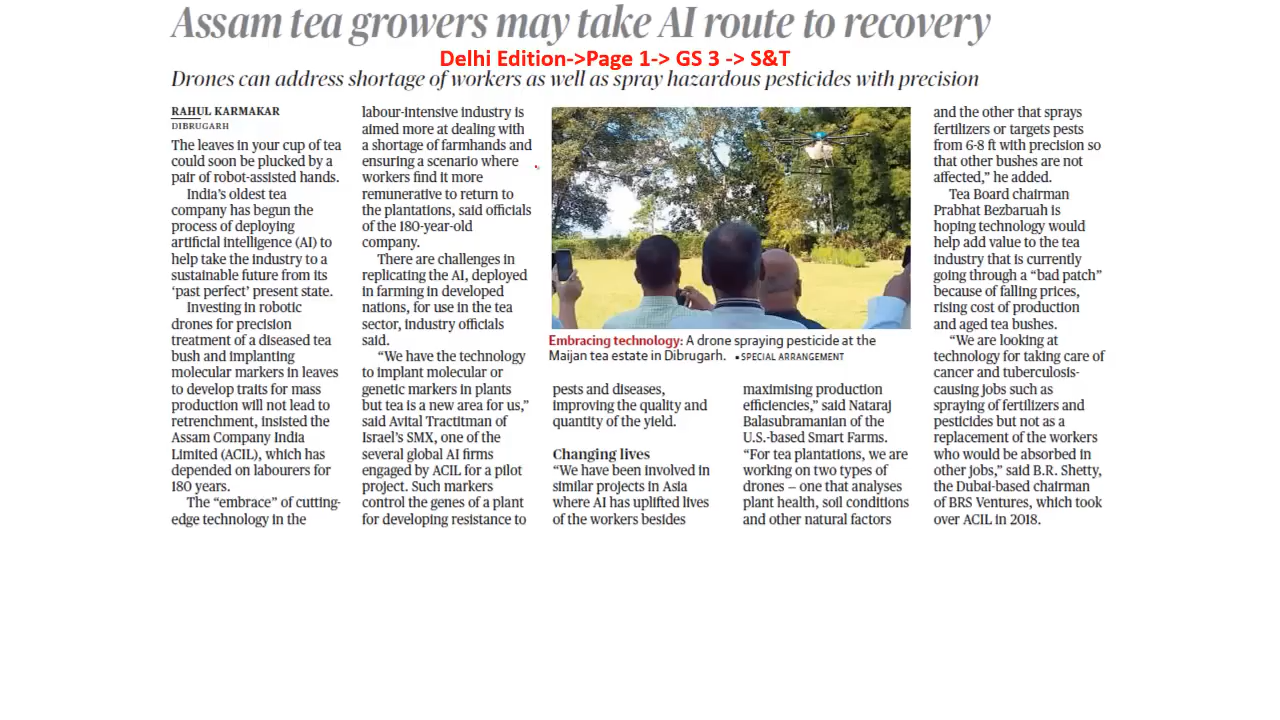 Assam tea growers may take AI route to recovery
Delhi Edition->Page 1-> GS 3 -> S&T
Drones can address shortage of workers as well as spray hazardous pesticides with precision
RAHUL KARMAKAR
DIBRUGARH
The leaves in your cup of tea
could soon be plucked by a
pair of robot-assisted hands.
India's oldest tea
company has begun the
process of deploying
artificial intelligence (AI) to
help take the industry to a
sustainable future from its
'past perfect' present state.
Investing in robotic
drones for precision
treatment of a diseased tea
bush and implanting
molecular markers in leaves
to develop traits for mass
production will not lead to
retrenchment, insisted the
Assam Company India
Limited (ACIL), which has
depended on labourers for
180 years.
The "embrace" of cutting-
edge technology in the
labour-intensive industry is
aimed more at dealing with
a shortage of farmhands and
ensuring a scenario where
workers find it more
remunerative to return to
the plantations, said officials
of the 180-year-old
company.
There are challenges in
replicating the AI, deployed
in farming in developed
nations, for use in the tea
sector, industry officials
said.
"We have the technology
to implant molecular or
genetic markers in plants
but tea is a new area for us,"
said Avital Tractitman of
Israel's SMX, one of the
several global AI firms
engaged by ACIL for a pilot
project. Such markers
control the genes of a plant
for developing resistance to
Embracing technology: A drone spraying pesticide at the
Maijan tea estate in Dibrugarh. •SPECIAL ARRANGEMENT
pests and diseases,
improving the quality and
quantity of the yield.
Changing lives
"We have been involved in
similar projects in Asia
where AI has uplifted lives
of the workers besides
maximising production
efficiencies," said Nataraj
Balasubramanian of the
U.S.-based Smart Farms.
"For tea plantations, we are
working on two types of
drones – one that analyses
plant health, soil conditions
and other natural factors
and the other that sprays
fertilizers or targets pests
from 6-8 ft with precision so
that other bushes are not
affected," he added.
Tea Board chairman
Prabhat Bezbaruah is
hoping technology would
help add value to the tea
industry that is currently
going through a "bad patch"
because of falling prices,
rising cost of production
and aged tea bushes.
"We are looking at
technology for taking care of
cancer and tuberculosis-
causing jobs such as
spraying of fertilizers and
pesticides but not as a
replacement of the workers
who would be absorbed in
other jobs," said B.R. Shetty,
the Dubai-based chairman
of BRS Ventures, which took
over ACIL in 2018.